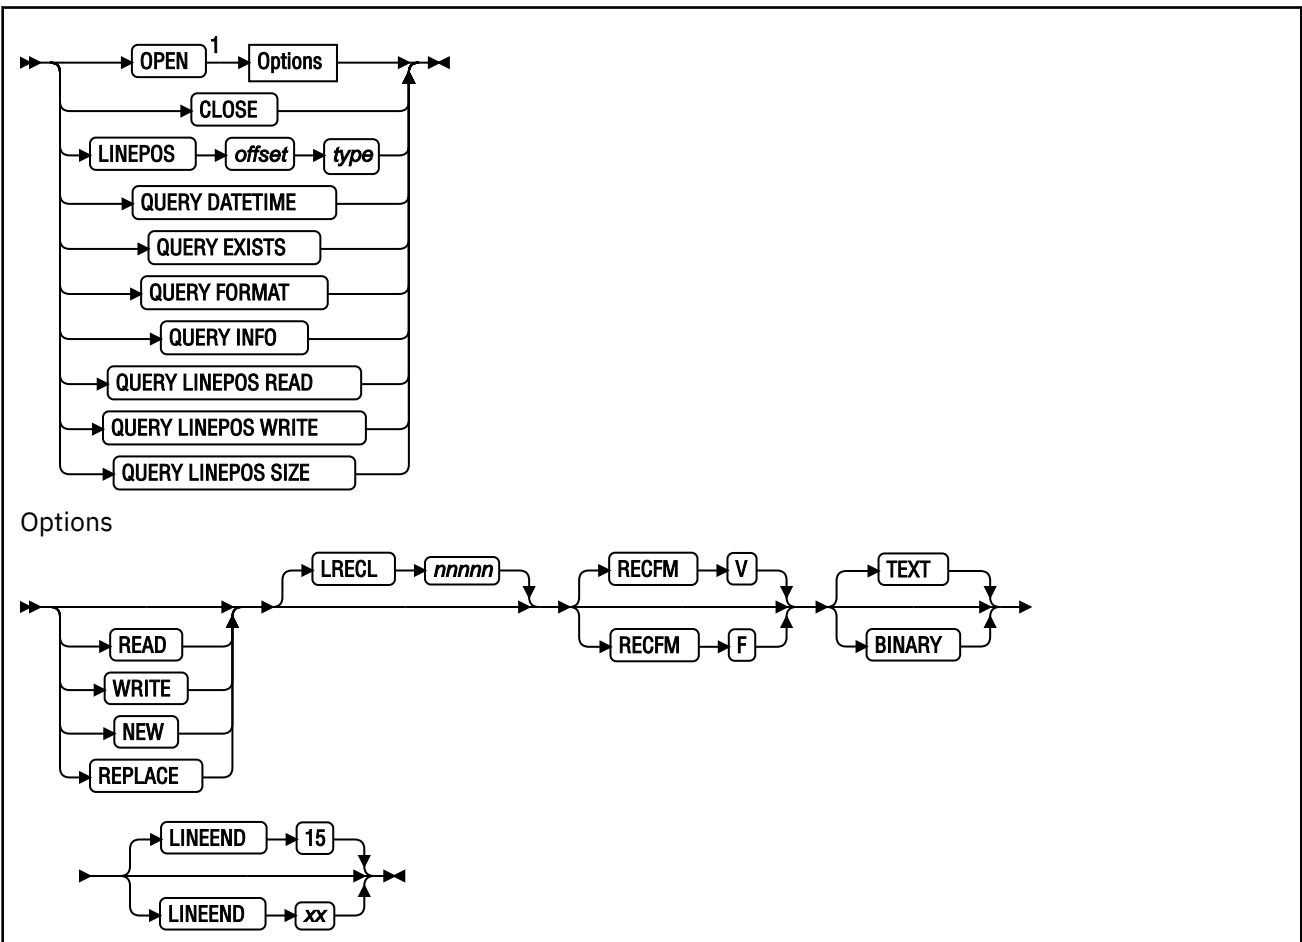 OPEN 1 Options
CLOSE
LINEPOS offset type
QUERY DATETIME
QUERY EXISTS
QUERY FORMAT
QUERY INFO
QUERY LINEPOS READ
QUERY LINEPOS WRITE
QUERY LINEPOS SIZE
Options
LRECL nnnnn RECFM V TEXT
READ RECFM F BINARY
WRITE
NEW
REPLACE
LINEEND 15
LINEEND xx